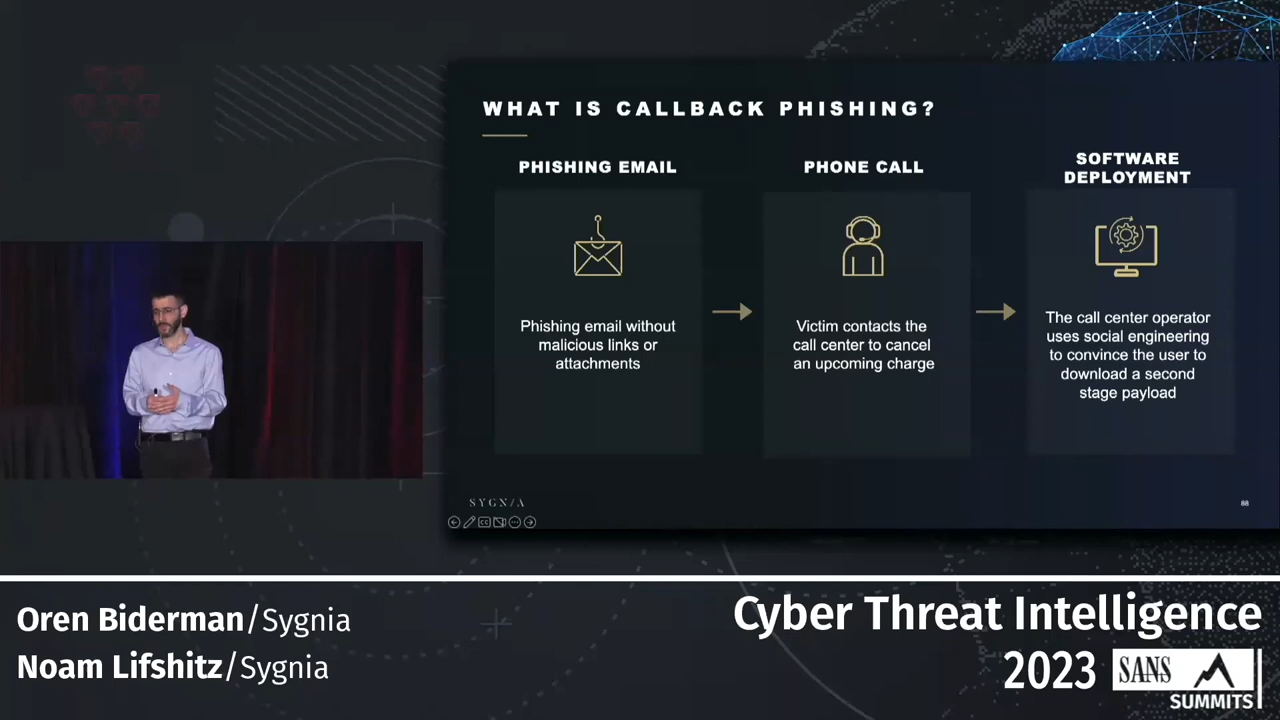 WHAT IS CALLBACK PHISHING?
PHISHING EMAIL
Phishing email without
malicious links or
attachments
PHONE CALL
Victim contacts the
call center to cancel
an upcoming charge
SOFTWARE
DEPLOYMENT
The call center operator
uses social engineering
to convince the user to
download a second
stage payload
SYGNIA
88
CC
Oren Biderman/Sygnia
Noam Lifshitz/Sygnia
Cyber Threat Intelligence
2023 SANS
SUMMITS